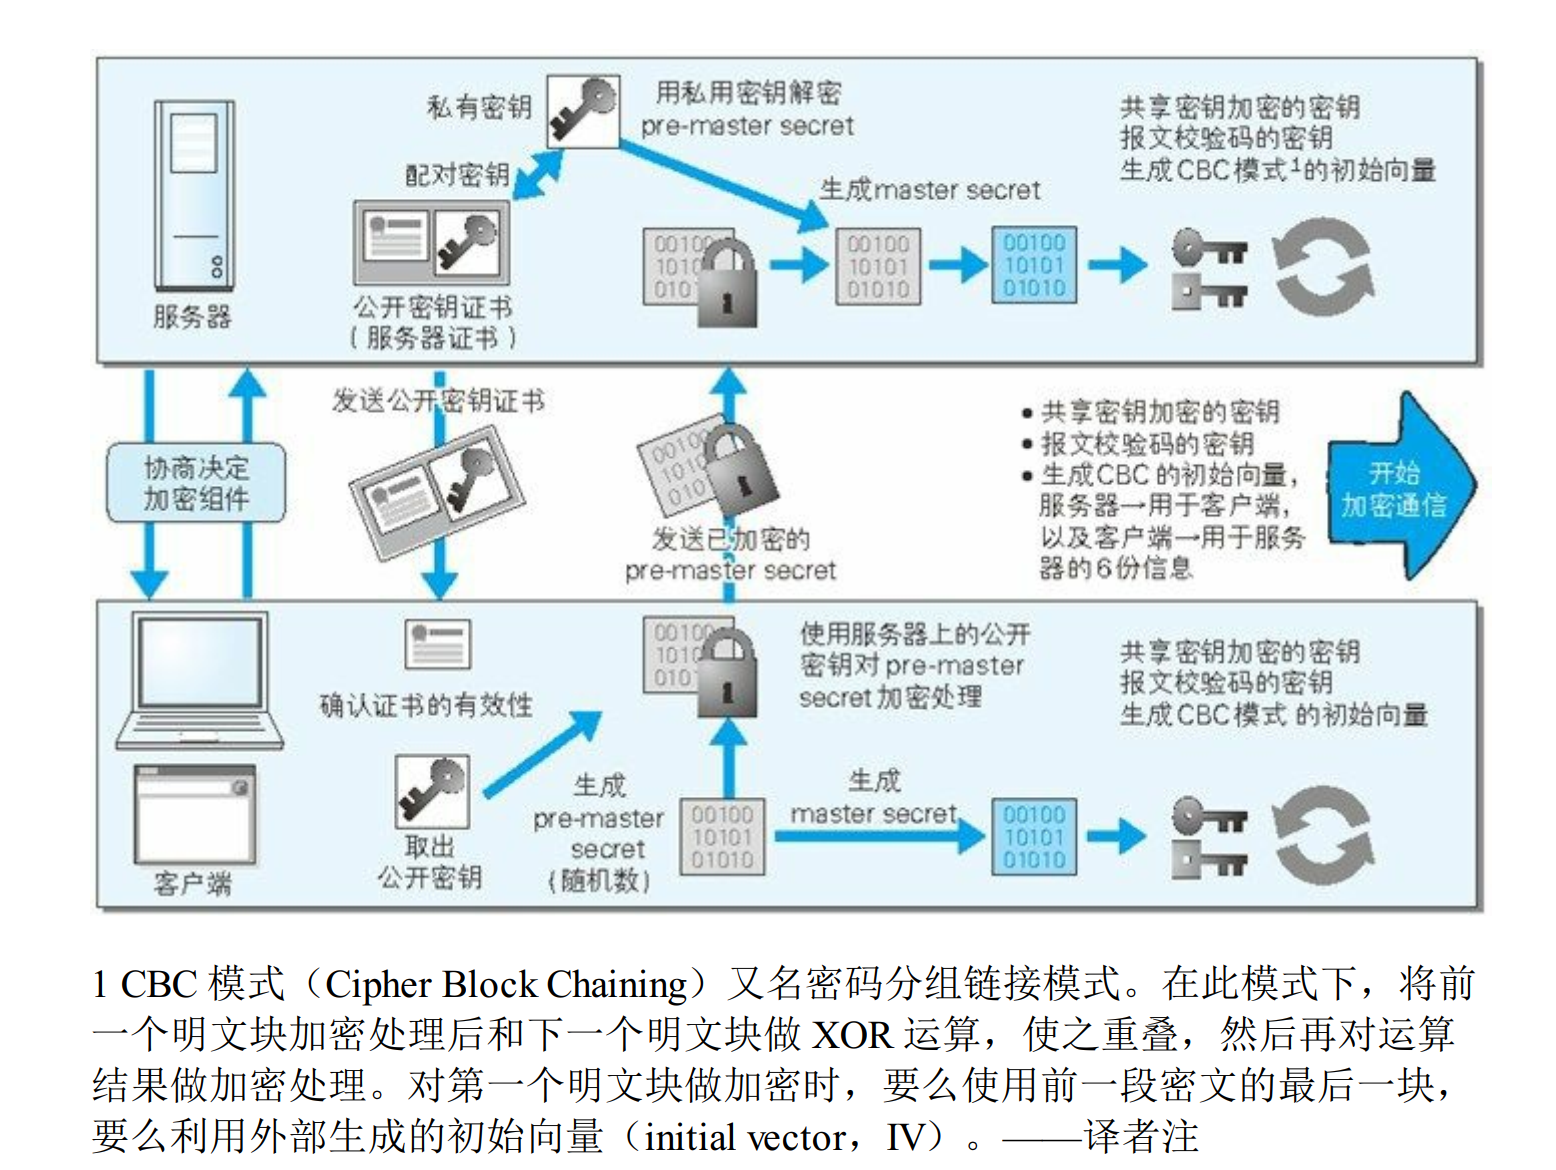 私有密钥
用私用密钥解密
pre-master secret
共享密钥加密的密钥
报文校验码的密钥
生成CBC模式1的初始向量
配对密钥
生成master secret
00100
1010
010
00100
10101
01010
00100
10101
01010
服务器
公开密钥证书
(服务器证书)
发送公开密钥证书
协商决定
加密组件
00100
1010
010
发送已加密的
pre-master secret
• 共享密钥加密的密钥
• 报文校验码的密钥
• 生成CBC的初始向量，
服务器→用于客户端，
以及客户端→用于服务
器的6份信息
开始
加密通信
确认证书的有效性
00100
1010
010
使用服务器上的公开
密钥对pre-master
secret加密处理
共享密钥加密的密钥
报文校验码的密钥
生成CBC模式 的初始向量
取出
公开密钥
生成
pre-master
secret
(随机数)
00100
10101
01010
生成
master secret
00100
10101
01010
客户端
1 CBC 模式（Cipher Block Chaining）又名密码分组链接模式。在此模式下，将前
一个明文块加密处理后和下一个明文块做 XOR 运算，使之重叠，然后再对运算
结果做加密处理。对第一个明文块做加密时，要么使用前一段密文的最后一块，
要么利用外部生成的初始向量（initial vector，IV）。——译者注